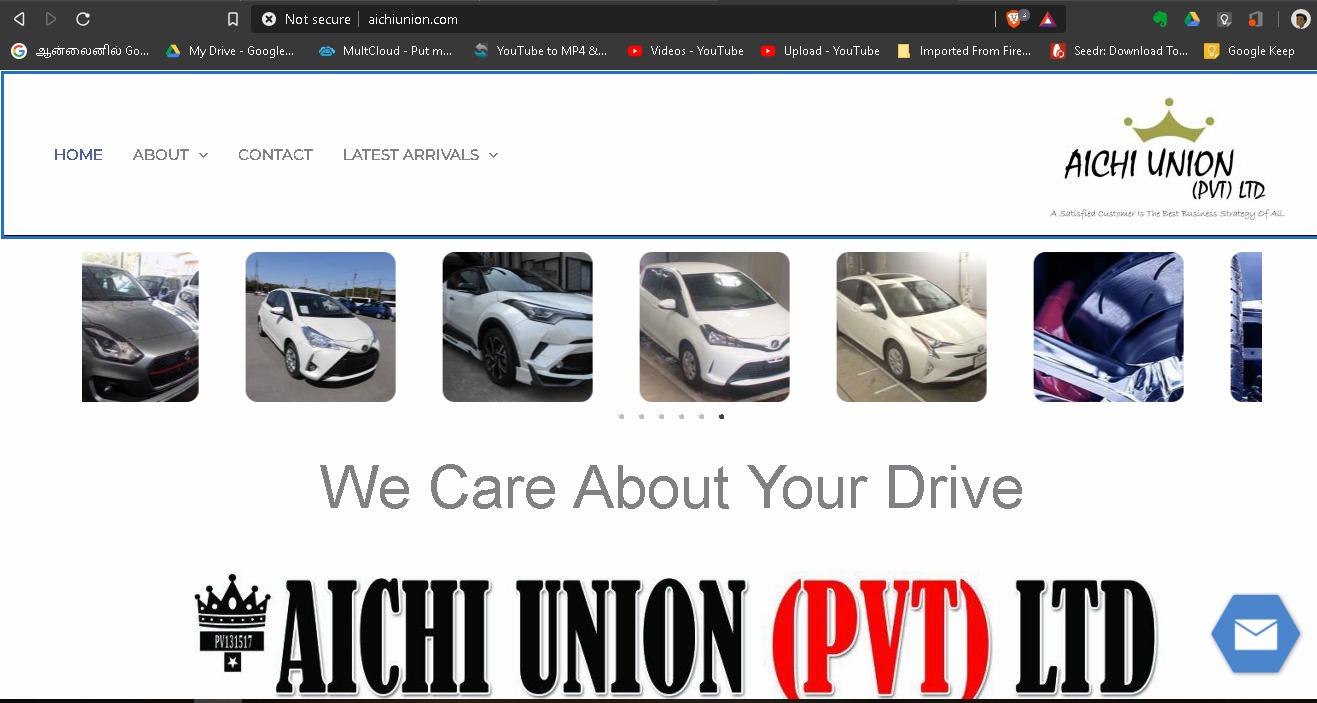 Not secure aichiunion.com 3
ஆன்லைனில் Go... My Drive - Google... MultCloud - Put m... YouTube to MP4 &... Videos - YouTube Upload - YouTube Imported From Fire... Seedr: Download To... Google Keep
HOME ABOUT CONTACT LATEST ARRIVALS
AICHI UNION
(PVT) LTD
A Satisfied Customer Is The Best Business Strategy Of All
We Care About Your Drive
AICHI UNION (PVT) LTD
PV131517